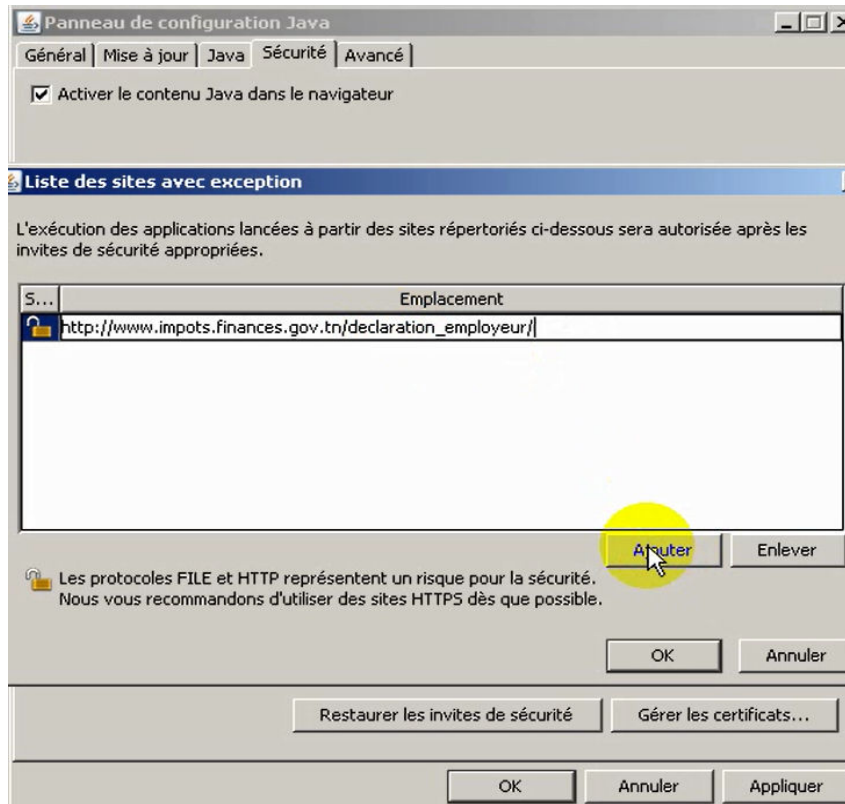 Panneau de configuration Java
Général Mise à jour Java Sécurité Avancé
Activer le contenu Java dans le navigateur
Liste des sites avec exception
L'exécution des applications lancées à partir des sites répertoriés ci-dessous sera autorisée après les
invites de sécurité appropriées.
S... Emplacement
http://www.impots.finances.gov.tn/declaration_employeur/
Ajouter Enlever
Les protocoles FILE et HTTP représentent un risque pour la sécurité.
Nous vous recommandons d'utiliser des sites HTTPS dès que possible.
OK Annuler
Restaurer les invites de sécurité Gérer les certificats...
OK Annuler Appliquer